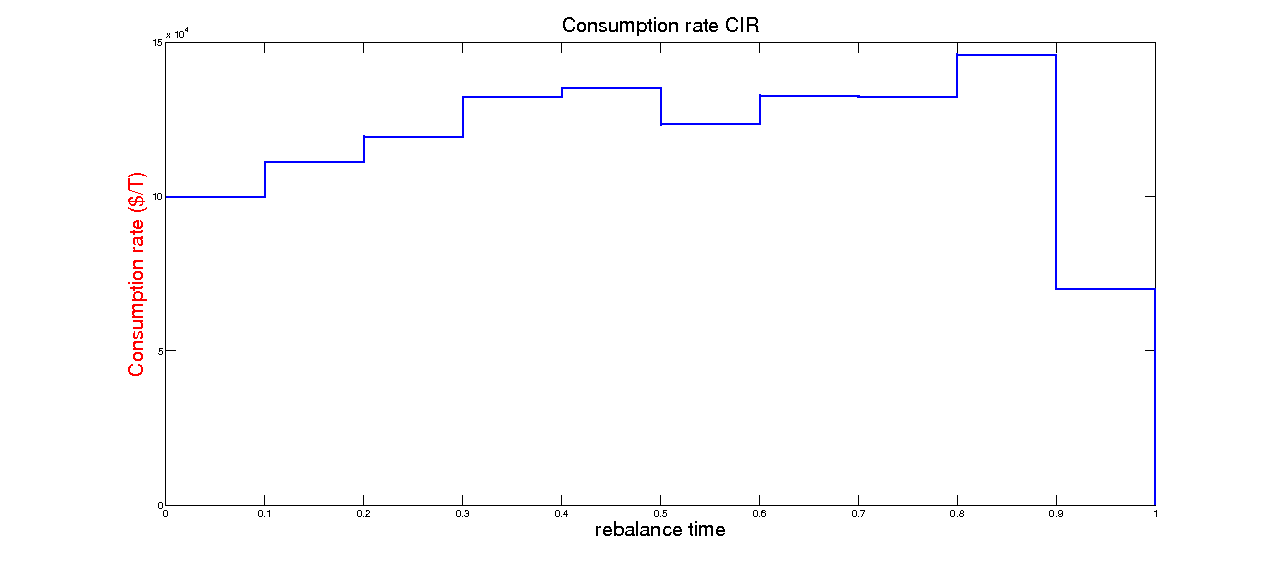 Consumption rate CIR
x 10^4
15
10
5
0
Consumption rate ($/T)
0 0.1 0.2 0.3 0.4 0.5 0.6 0.7 0.8 0.9 1
rebalance time